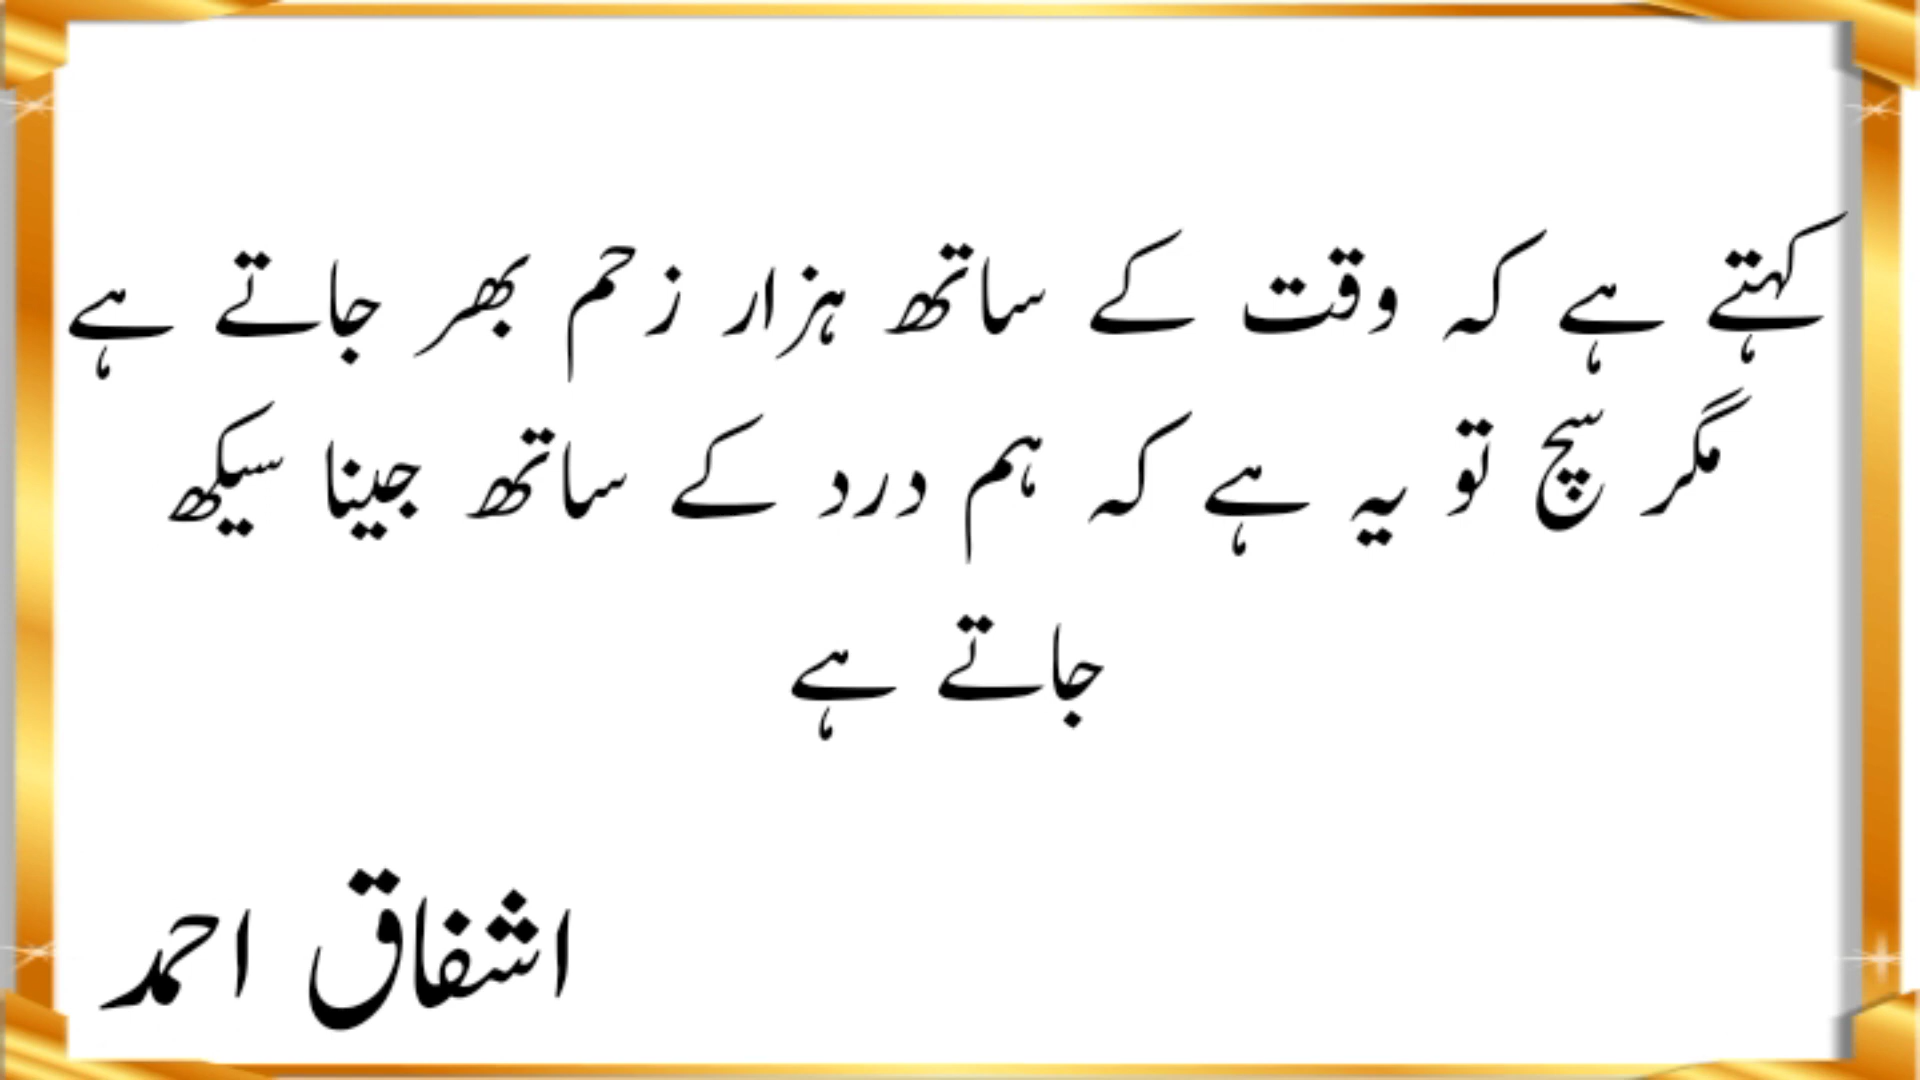 کہتے ہے کہ وقت کے ساتھ ہزار زحم بھر جاتے ہے
مگر سچ تو یہ ہے کہ ہم درد کے ساتھ جینا سیکھ
جاتے ہے
اشفاق احمد